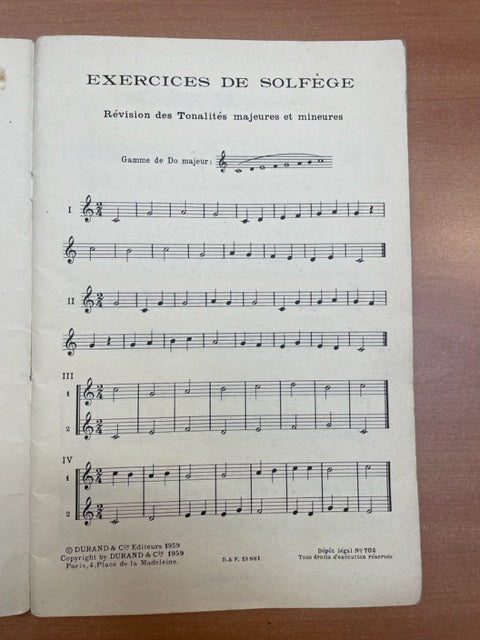 EXERCICES DE SOLFÈGE
Révision des Tonalités majeures et mineures
Gamme de Do majeur:
I
II
III
1
2
IV
1
2
© DURAND & Cie Editeurs 1959
Copyright by DURAND & Cie 1959
Paris, 4, Place de la Madeleine.
D. & F. 13 881
Dépôt légal No 702
Tous droits d'exécution réservés